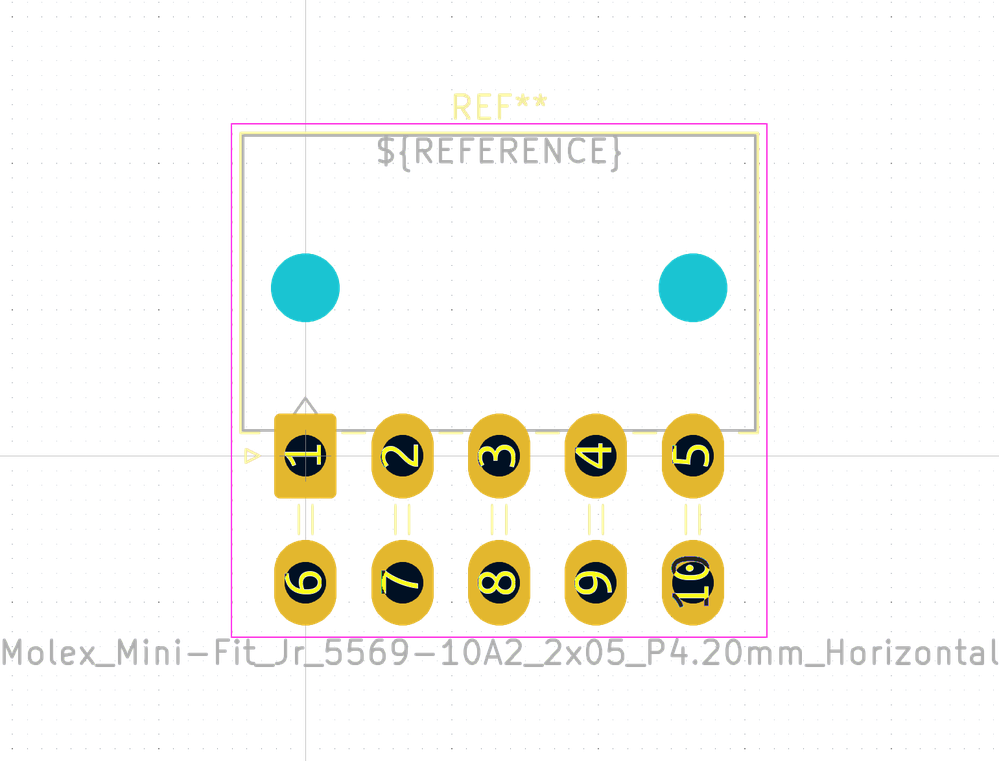 REF**
${REFERENCE}
1 2 3 4 5
6 7 8 9 10
Molex_Mini-Fit_Jr_5569-10A2_2x05_P4.20mm_Horizontal